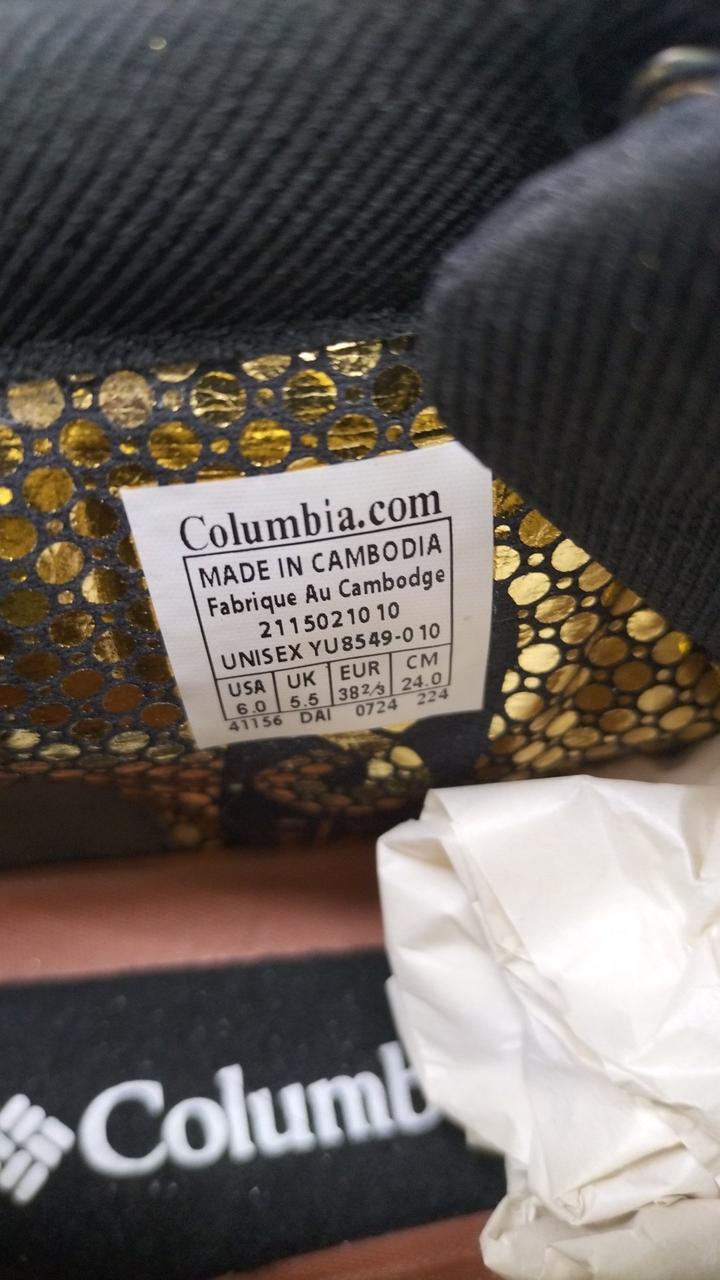 Columbia.com
MADE IN CAMBODIA
Fabrique Au Cambodge
2115021010
UNISEX YU8549-010
USA UK EUR CM
6.0 5.5 38⅔ 24.0
41156 DAI 0724 224
Columb